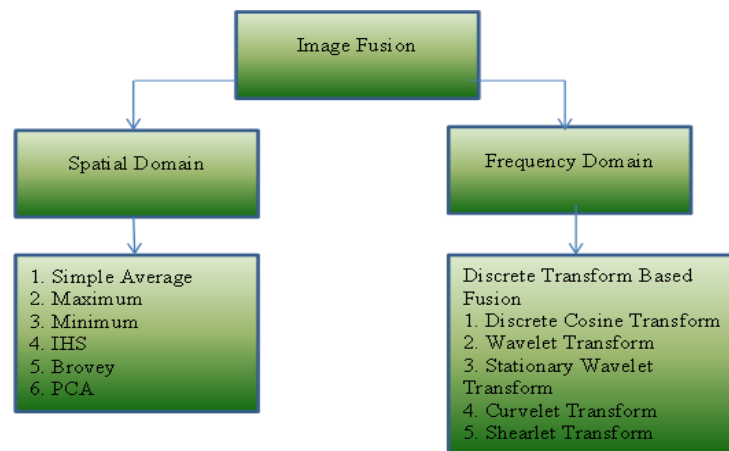 Image Fusion
Spatial Domain
Frequency Domain
1. Simple Average
2. Maximum
3. Minimum
4. IHS
5. Brovey
6. PCA
Discrete Transform Based
Fusion
1. Discrete Cosine Transform
2. Wavelet Transform
3. Stationary Wavelet
Transform
4. Curvelet Transform
5. Shearlet Transform